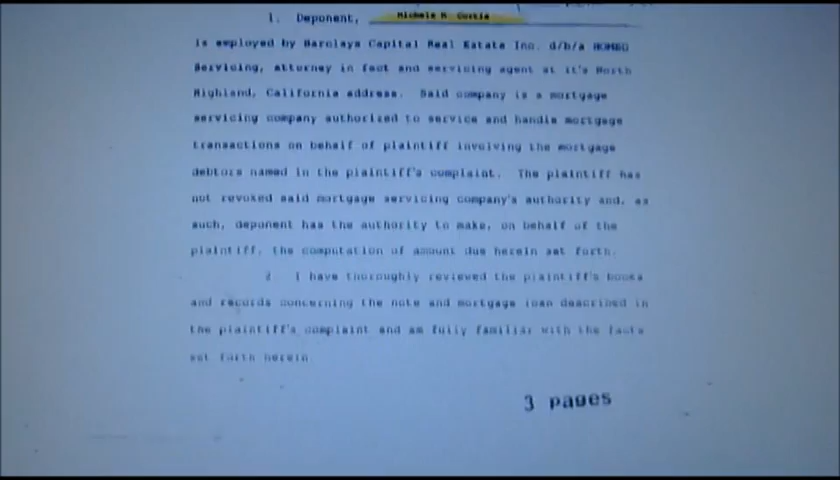 1. Deponent, Michele M. Curtis
is employed by Barclays Capital Real Estate Inc. d/b/a HOMEQ
Servicing, attorney in fact and servicing agent at it's North
Highland, California address. Said company is a mortgage
servicing company authorized to service and handle mortgage
transactions on behalf of plaintiff involving the mortgage
debtors named in the plaintiff's complaint. The plaintiff has
not revoked said mortgage servicing company's authority and, as
such, deponent has the authority to make, on behalf of the
plaintiff, the computation of amount due herein set forth.
2 I have thoroughly reviewed the plaintiff's books
and records concerning the note and mortgage loan described in
the plaintiff's complaint and am fully familiar with the facts
set forth herein
3 pages